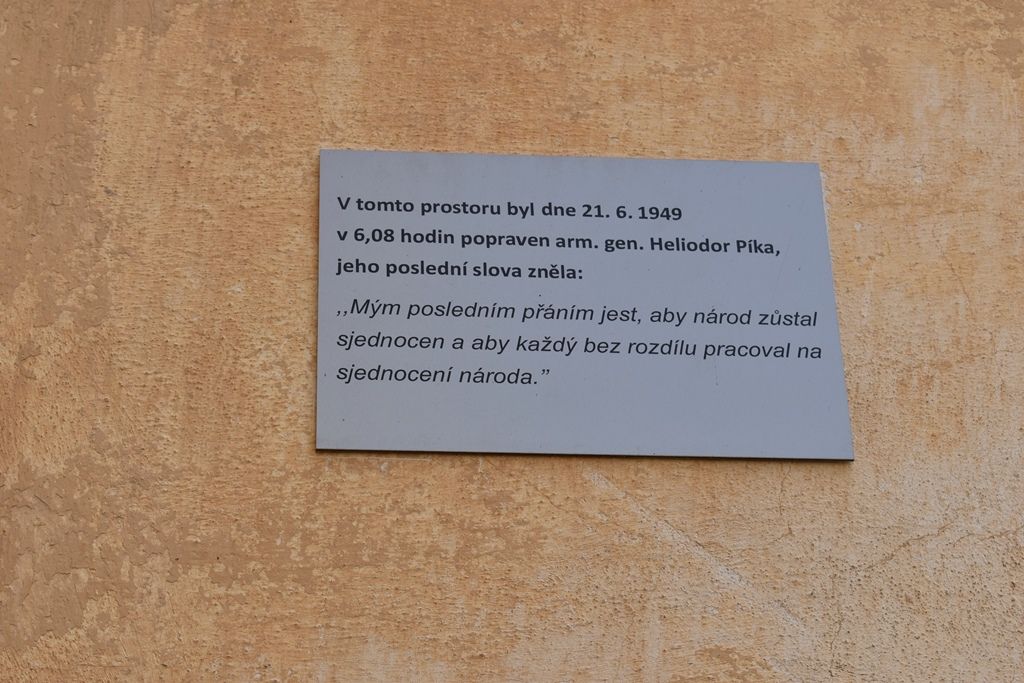 V tomto prostoru byl dne 21. 6. 1949
v 6,08 hodin popraven arm. gen. Heliodor Píka,
jeho poslední slova zněla:
,,Mým posledním přáním jest, aby národ zůstal
sjednocen a aby každý bez rozdílu pracoval na
sjednocení národa.”